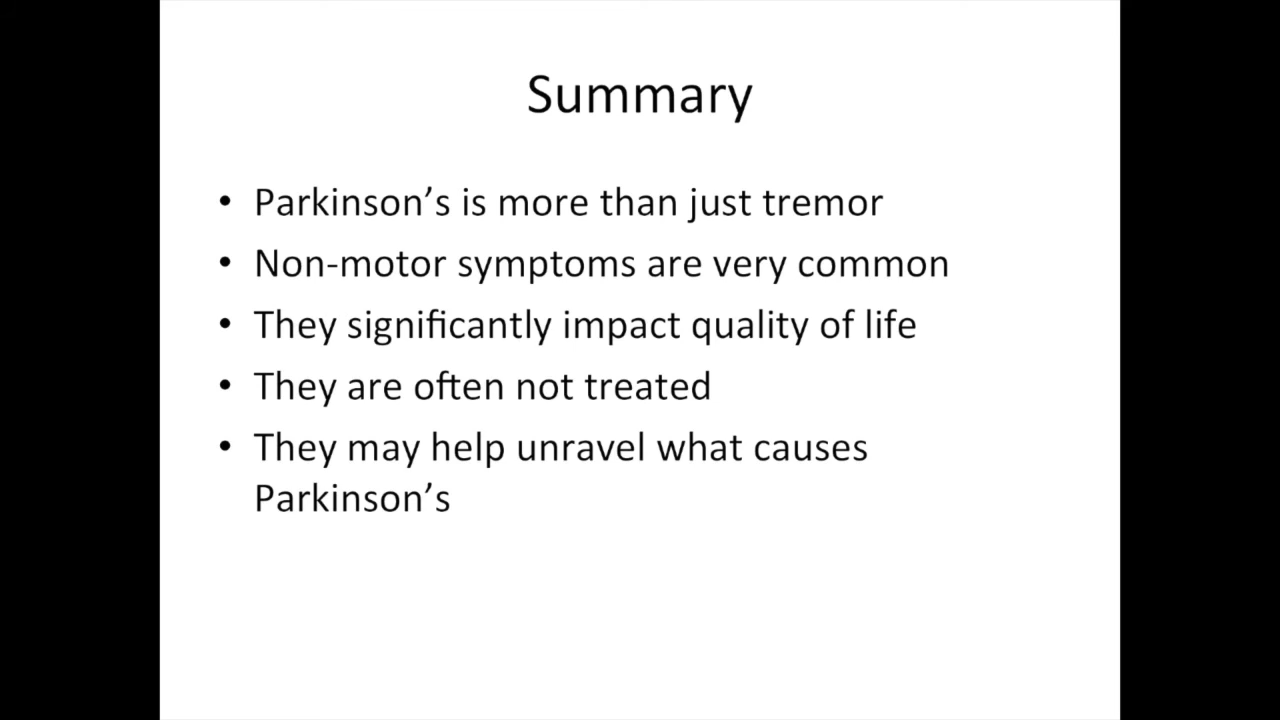 Summary
• Parkinson’s is more than just tremor
• Non-motor symptoms are very common
• They significantly impact quality of life
• They are often not treated
• They may help unravel what causes
Parkinson’s